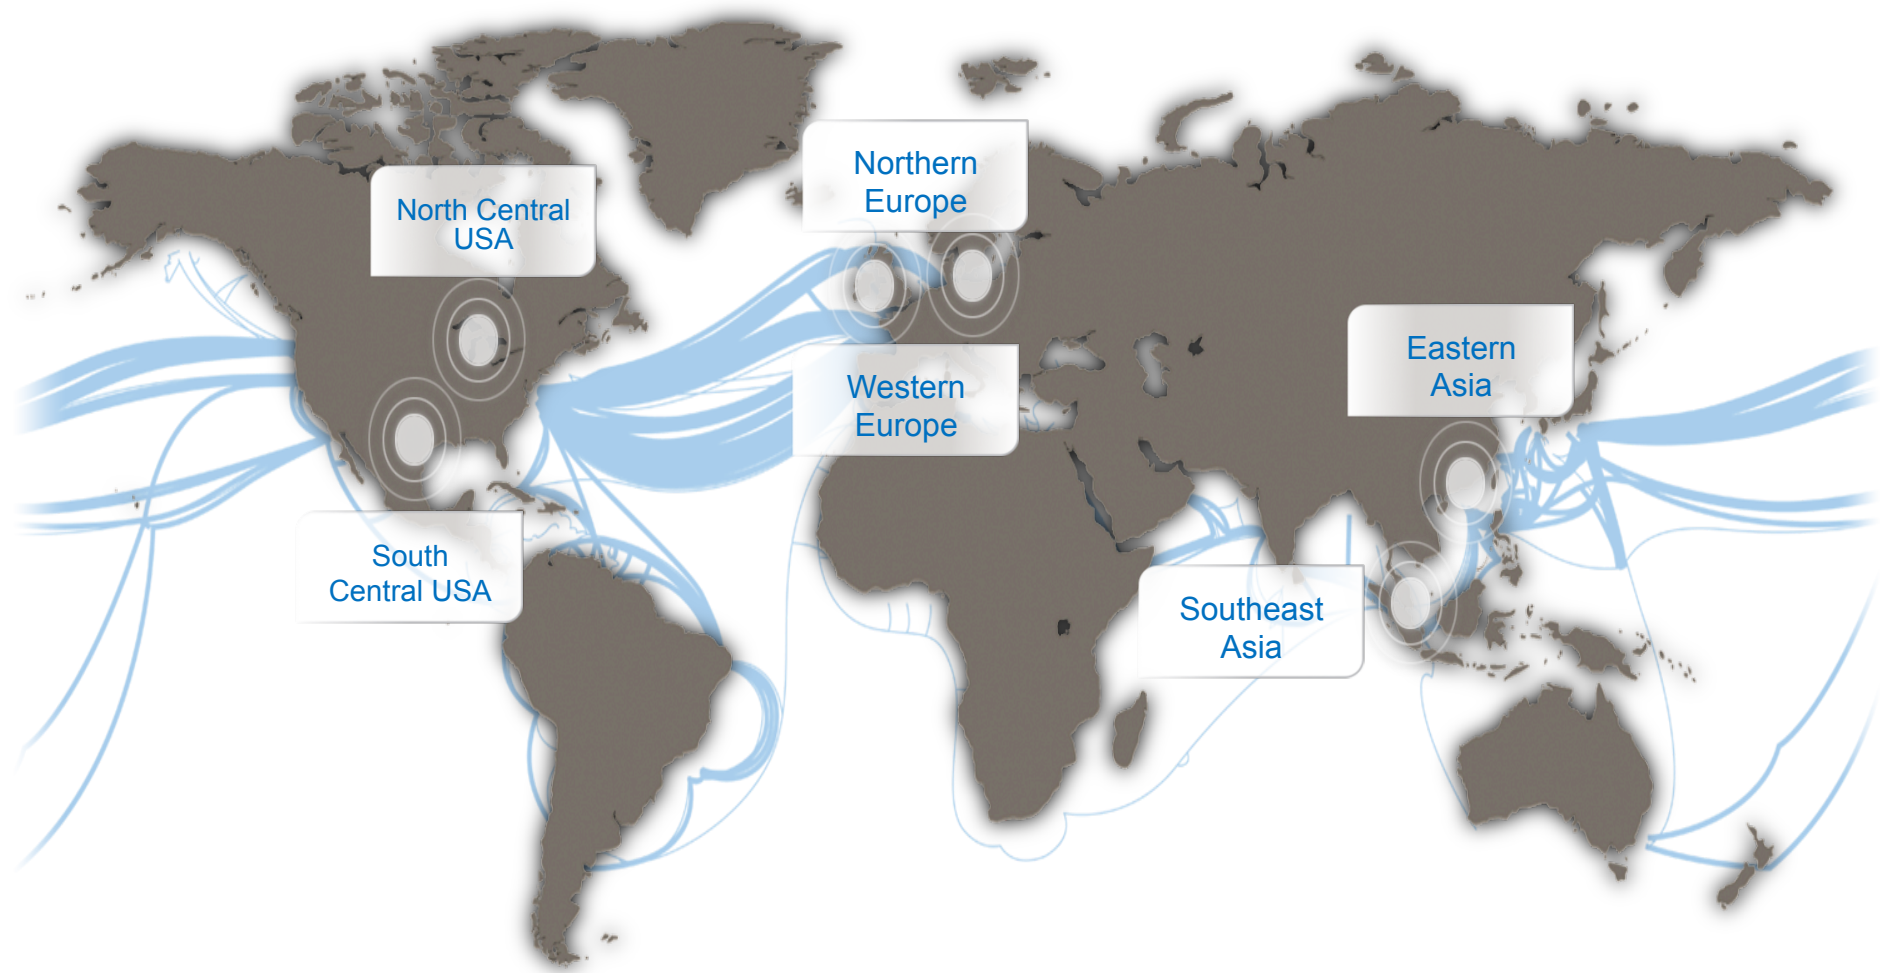 Northern
Europe
North Central
USA
Eastern
Asia
Western
Europe
South
Central USA
Southeast
Asia